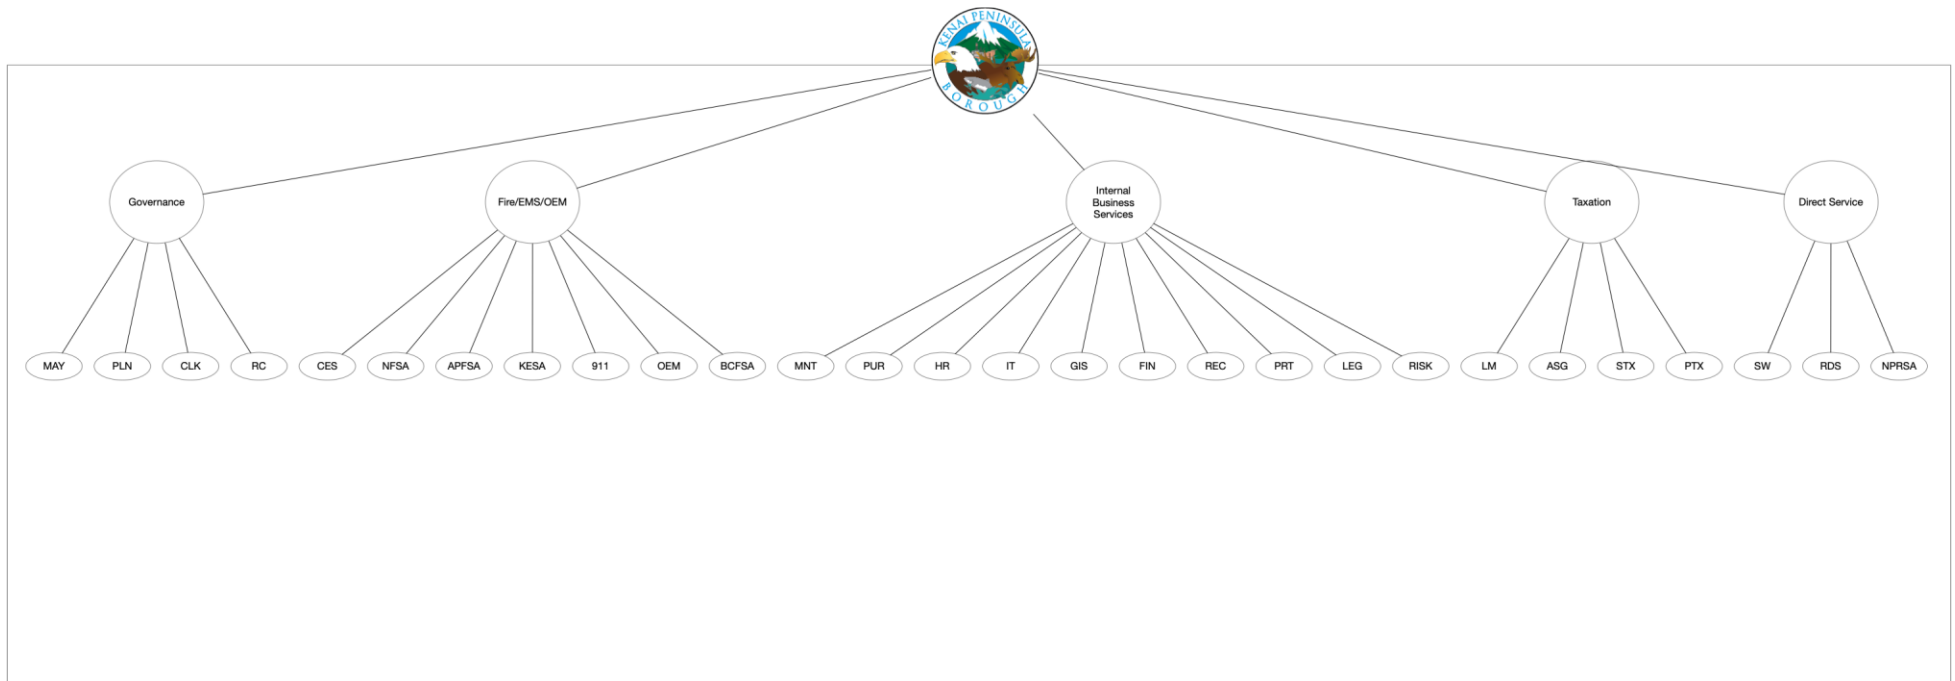 KENAI PENINSULA
BOROUGH
Governance
Fire/EMS/OEM
Internal
Business
Services
Taxation
Direct Service
MAY
PLN
CLK
RC
CES
NFSA
APFSA
KESA
911
OEM
BCFSA
MNT
PUR
HR
IT
GIS
FIN
REC
PRT
LEG
RISK
LM
ASG
STX
PTX
SW
RDS
NPRSA